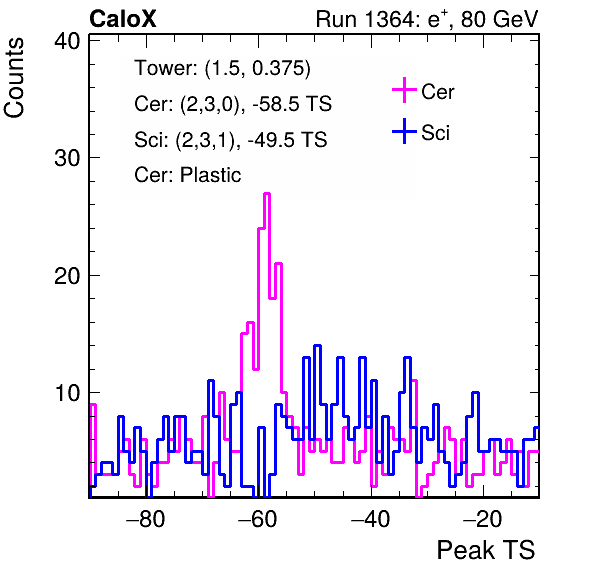 CaloX Run 1364: e⁺, 80 GeV
Counts
40
30
20
10
Tower: (1.5, 0.375)
Cer: (2,3,0), -58.5 TS
Sci: (2,3,1), -49.5 TS
Cer: Plastic
Cer
Sci
−80 −60 −40 −20
Peak TS